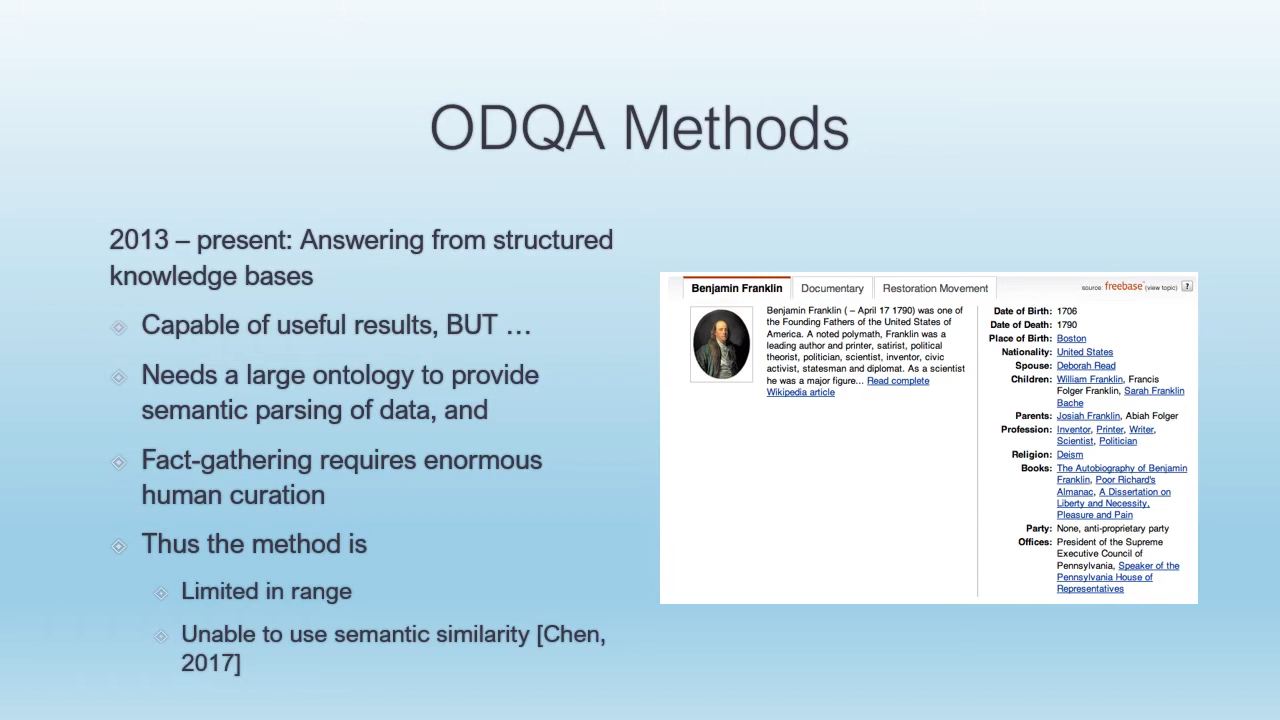 ODQA Methods
2013 – present: Answering from structured
knowledge bases
Capable of useful results, BUT …
Needs a large ontology to provide
semantic parsing of data, and
Fact-gathering requires enormous
human curation
Thus the method is
Limited in range
Unable to use semantic similarity [Chen,
2017]
Benjamin Franklin
Documentary
Restoration Movement
source: freebase (view topic) ?
Benjamin Franklin ( – April 17 1790) was one of
the Founding Fathers of the United States of
America. A noted polymath, Franklin was a
leading author and printer, satirist, political
theorist, politician, scientist, inventor, civic
activist, statesman and diplomat. As a scientist
he was a major figure... Read complete
Wikipedia article
Date of Birth: 1706
Date of Death: 1790
Place of Birth: Boston
Nationality: United States
Spouse: Deborah Read
Children: William Franklin, Francis
Folger Franklin, Sarah Franklin
Bache
Parents: Josiah Franklin, Abiah Folger
Profession: Inventor, Printer, Writer,
Scientist, Politician
Religion: Deism
Books: The Autobiography of Benjamin
Franklin, Poor Richard's
Almanac, A Dissertation on
Liberty and Necessity,
Pleasure and Pain
Party: None, anti-proprietary party
Offices: President of the Supreme
Executive Council of
Pennsylvania, Speaker of the
Pennsylvania House of
Representatives